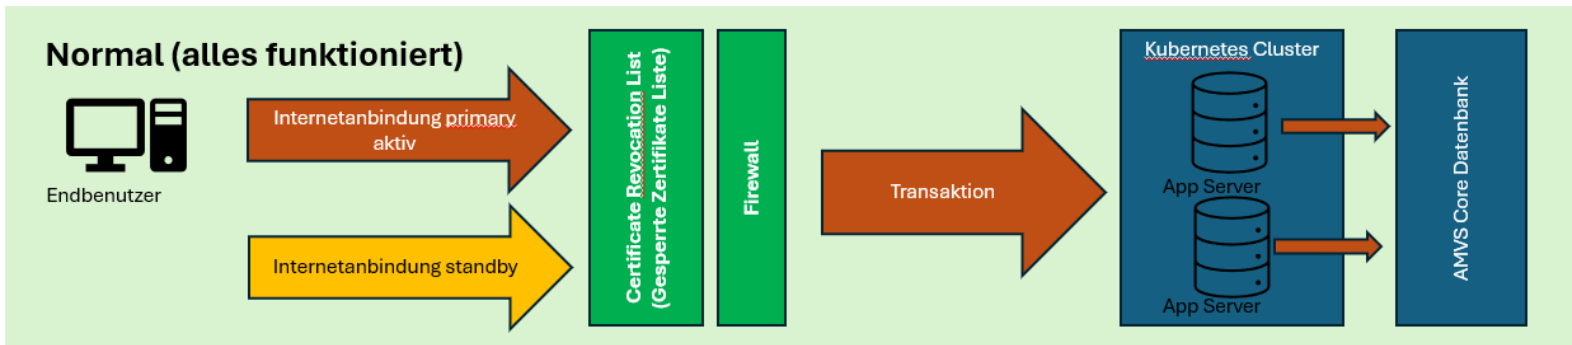 Normal (alles funktioniert)
Endbenutzer
Internetanbindung primary
aktiv
Internetanbindung standby
Certificate Revocation List
(Gesperrte Zertifikate Liste)
Firewall
Transaktion
Kubernetes Cluster
App Server
App Server
AMVS Core Datenbank